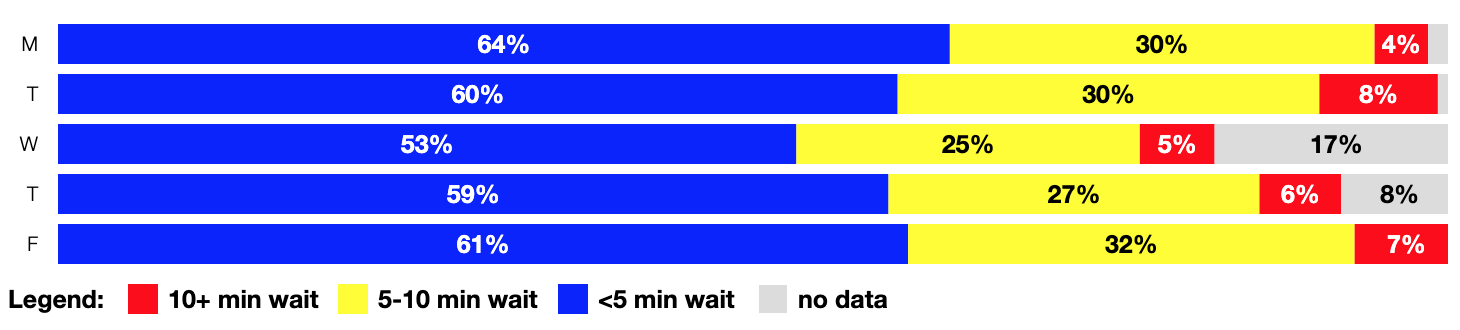 M 64% 30% 4%
T 60% 30% 8%
W 53% 25% 5% 17%
T 59% 27% 6% 8%
F 61% 32% 7%
Legend: 10+ min wait 5-10 min wait <5 min wait no data